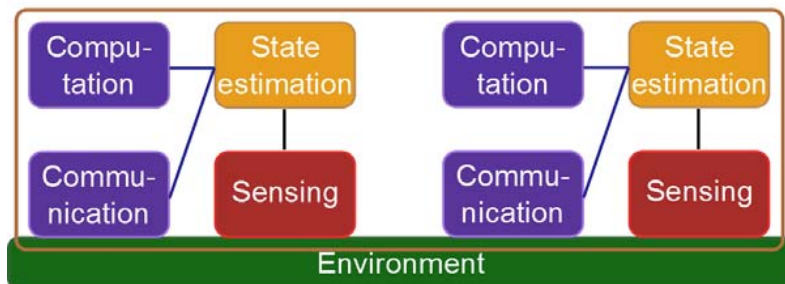 Compu-
tation
State
estimation
Commu-
nication
Sensing
Compu-
tation
State
estimation
Commu-
nication
Sensing
Environment